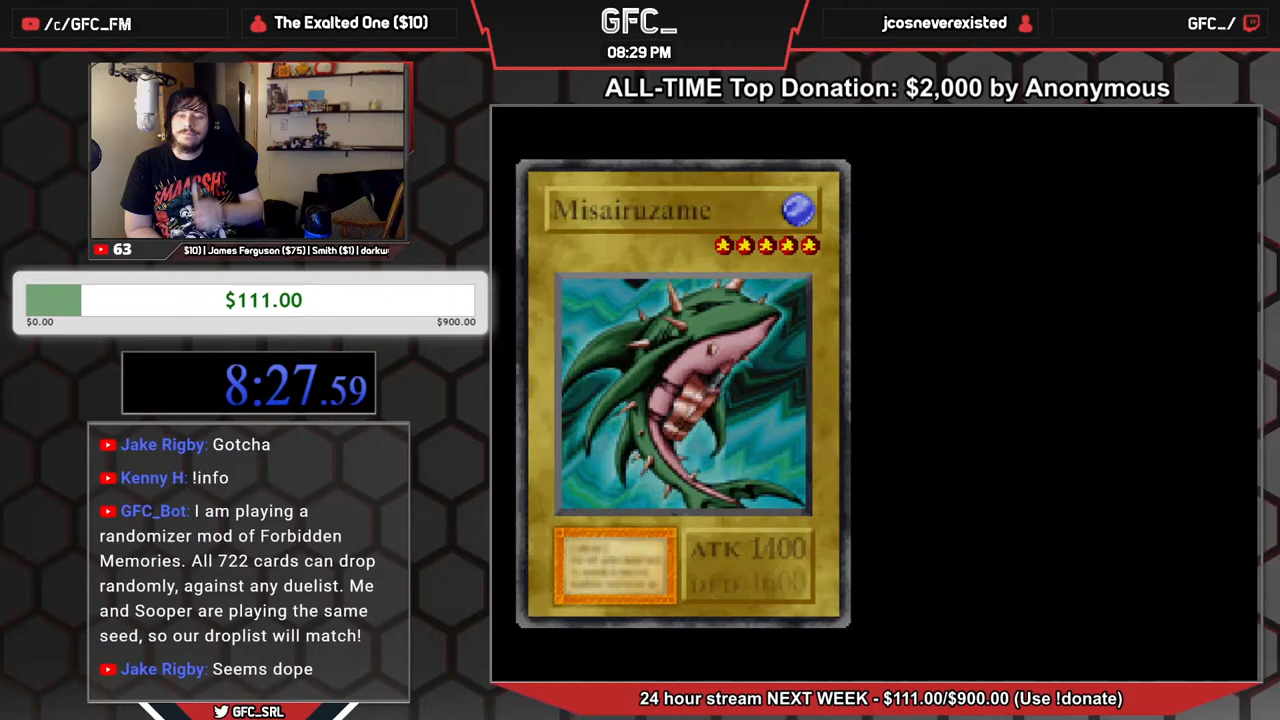 /c/GFC_FM
The Exalted One ($10)
GFC_
08:29 PM
jcosneverexisted
GFC_/
ALL-TIME Top Donation: $2,000 by Anonymous
SMAAASH!
63
$10) | James Ferguson ($75) | Smith ($1) | darkw
$111.00
$0.00
$900.00
8:27.59
Jake Rigby: Gotcha
Kenny H: !info
GFC_Bot: I am playing a
randomizer mod of Forbidden
Memories. All 722 cards can drop
randomly, against any duelist. Me
and Sooper are playing the same
seed, so our droplist will match!
Jake Rigby: Seems dope
GFC_SRL
Misairuzame
ATK 1400
DFD 1600
24 hour stream NEXT WEEK - $111.00/$900.00 (Use !donate)